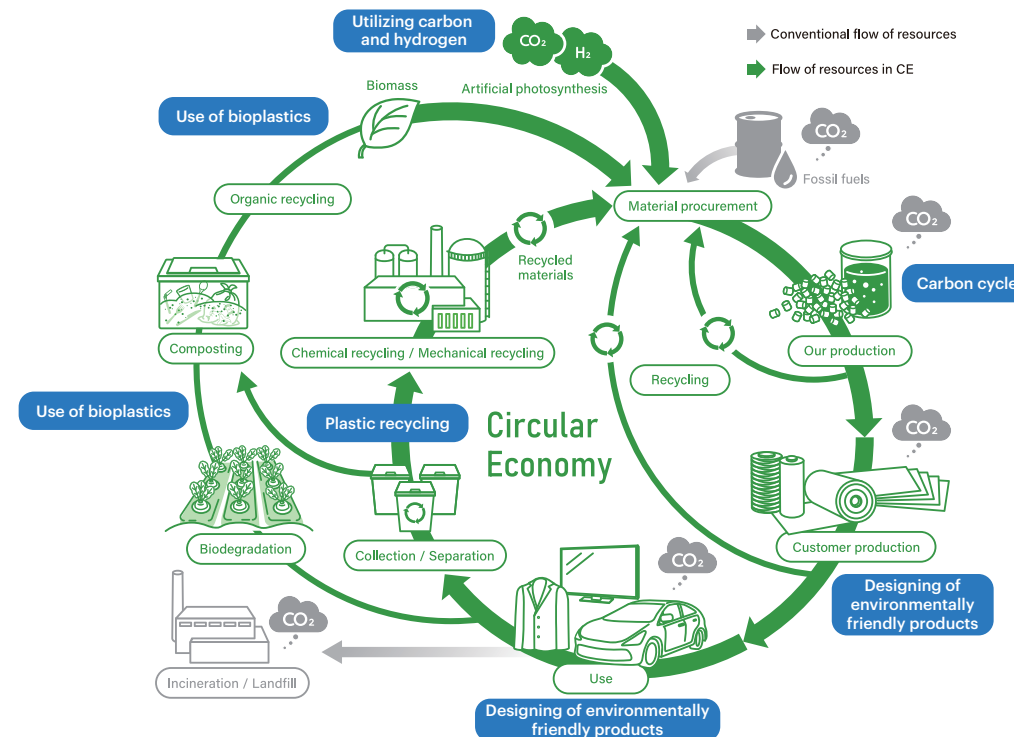 Utilizing carbon
and hydrogen
CO₂
H₂
Conventional flow of resources
Flow of resources in CE
Biomass
Artificial photosynthesis
Use of bioplastics
CO₂
Fossil fuels
Organic recycling
Material procurement
CO₂
Recycled
materials
Carbon cycle
Composting
Chemical recycling / Mechanical recycling
Our production
Recycling
Use of bioplastics
Plastic recycling
Circular
Economy
CO₂
Biodegradation
Collection / Separation
Customer production
CO₂
Designing of
environmentally
friendly products
CO₂
Incineration / Landfill
Use
Designing of environmentally
friendly products